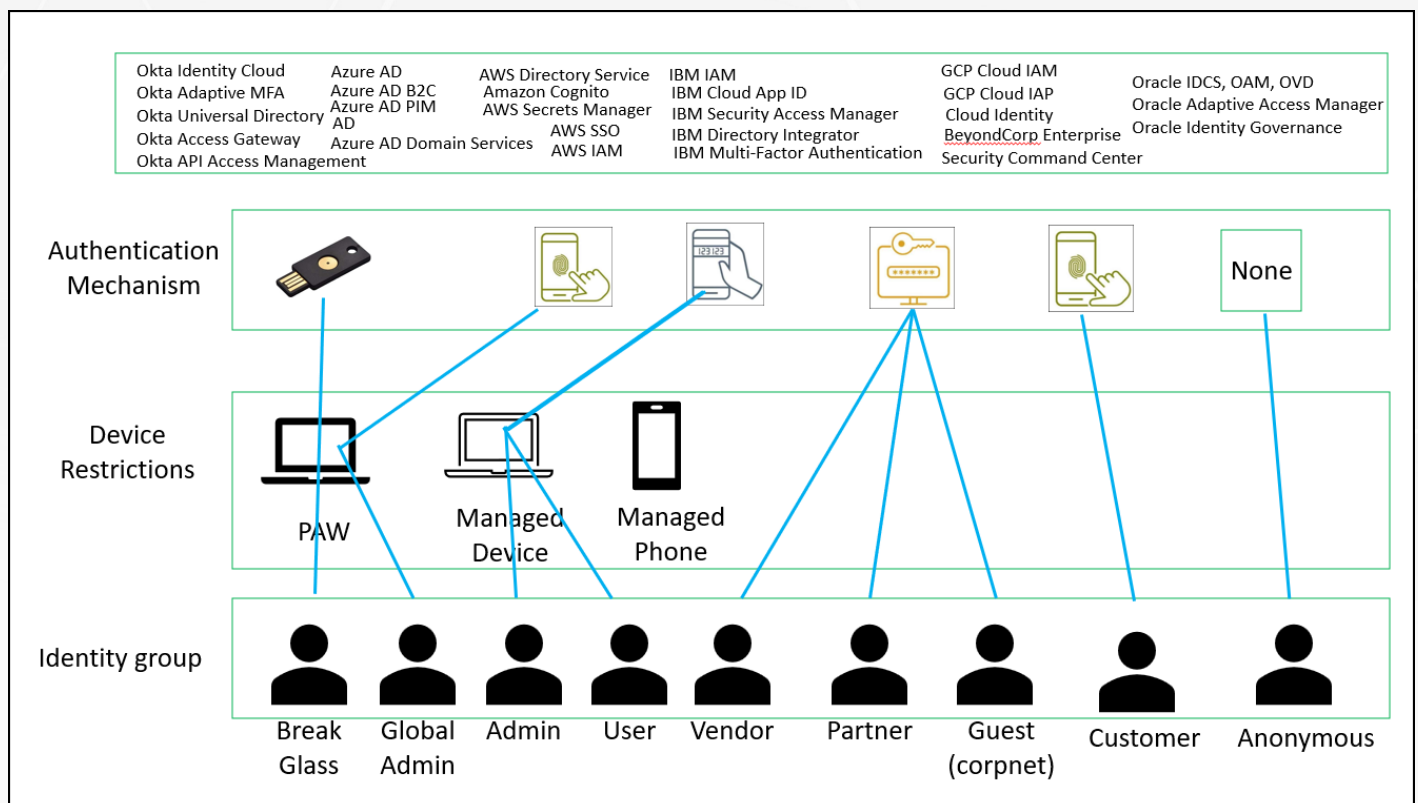 Okta Identity Cloud
Okta Adaptive MFA
Okta Universal Directory
Okta Access Gateway
Okta API Access Management
Azure AD
Azure AD B2C
Azure AD PIM
AD
Azure AD Domain Services
AWS Directory Service
Amazon Cognito
AWS Secrets Manager
AWS SSO
AWS IAM
IBM IAM
IBM Cloud App ID
IBM Security Access Manager
IBM Directory Integrator
IBM Multi-Factor Authentication
GCP Cloud IAM
GCP Cloud IAP
Cloud Identity
BeyondCorp Enterprise
Security Command Center
Oracle IDCS, OAM, OVD
Oracle Adaptive Access Manager
Oracle Identity Governance
Authentication
Mechanism
123123
None
Device
Restrictions
PAW
Managed
Device
Managed
Phone
Identity group
Break
Glass
Global
Admin
Admin
User
Vendor
Partner
Guest
(corpnet)
Customer
Anonymous